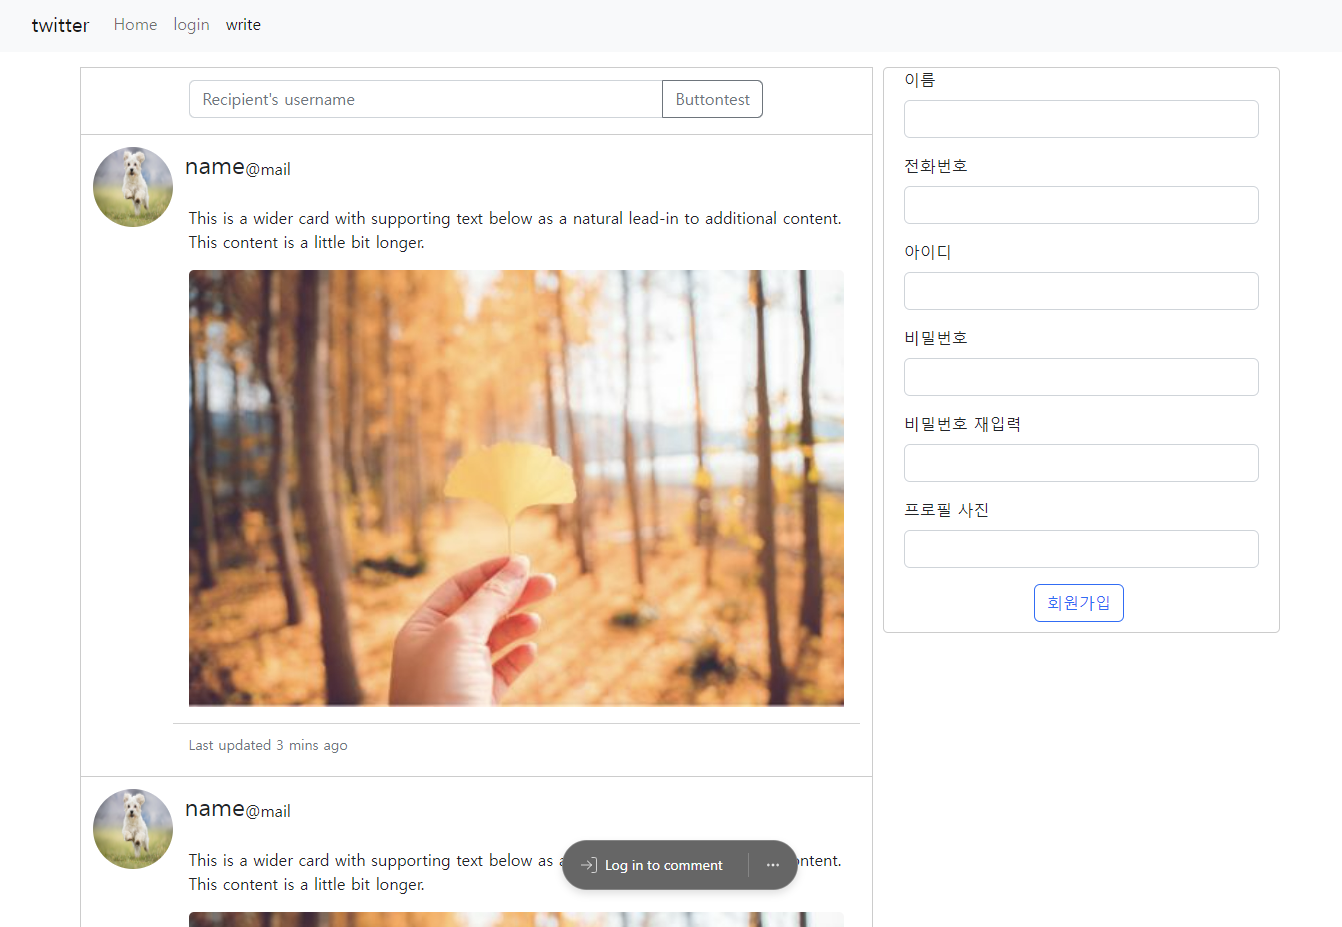 twitter Home login write
Recipient's username Buttontest
name@mail
This is a wider card with supporting text below as a natural lead-in to additional content.
This content is a little bit longer.
Last updated 3 mins ago
name@mail
This is a wider card with supporting text below as ntent.
This content is a little bit longer.
Log in to comment
이름
전화번호
아이디
비밀번호
비밀번호 재입력
프로필 사진
회원가입